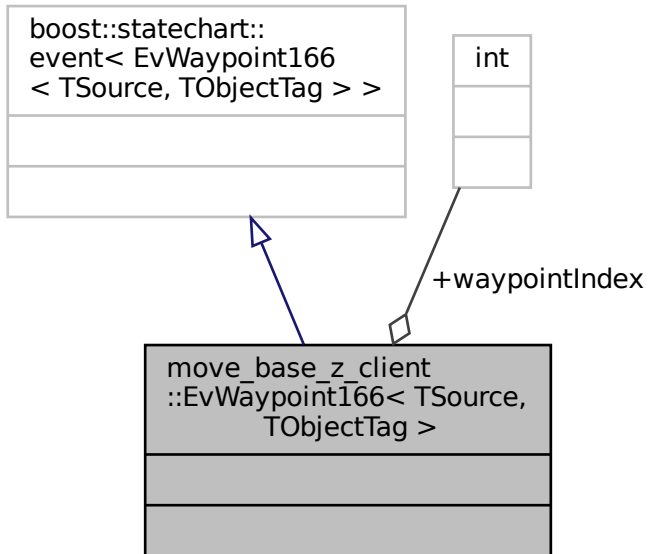 boost::statechart::
event< EvWaypoint166
< TSource, TObjectTag > >
int
+waypointIndex
move_base_z_client
::EvWaypoint166< TSource,
TObjectTag >